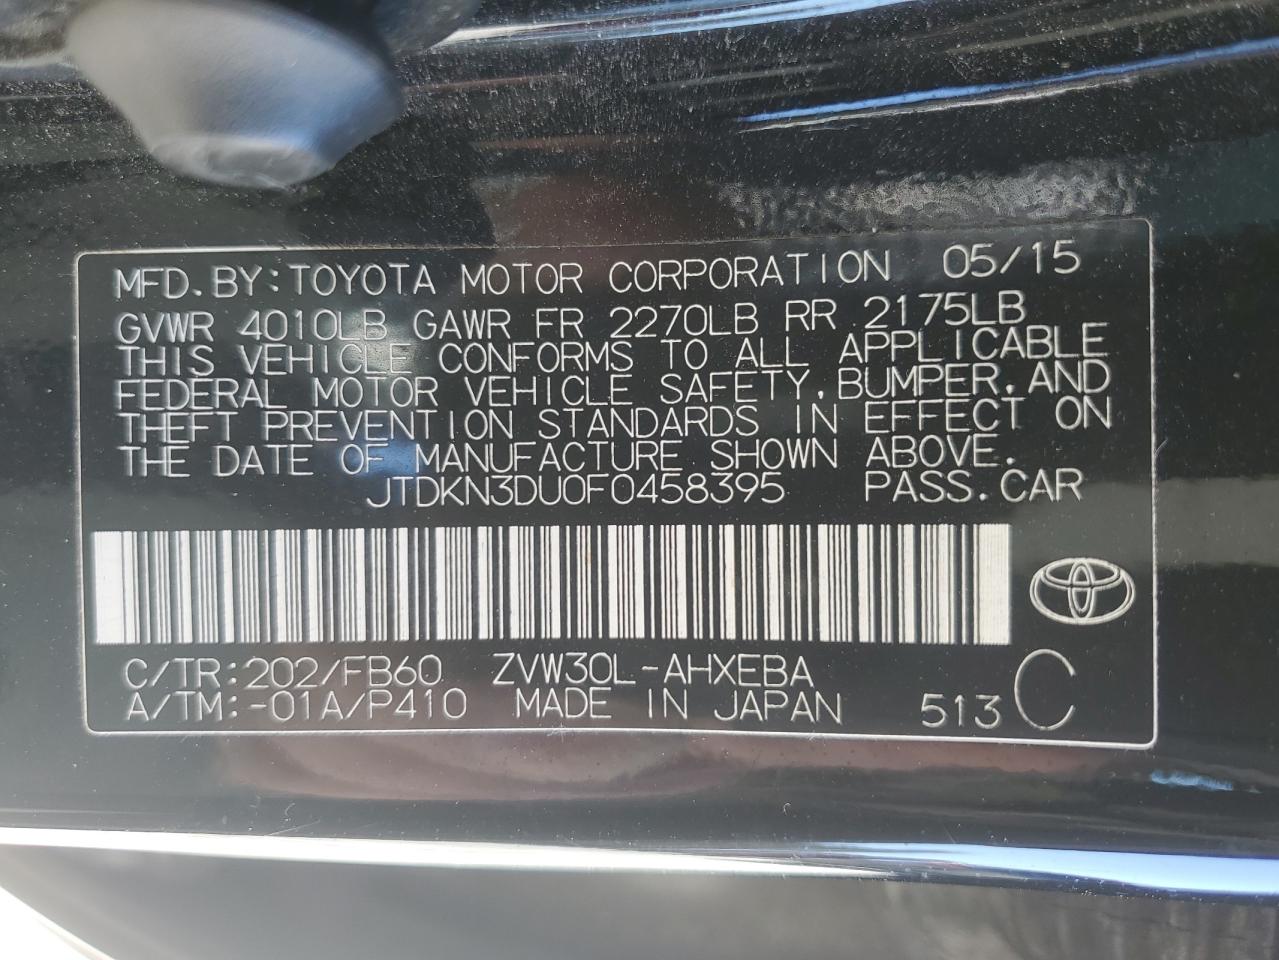 MFD. BY: TOYOTA MOTOR CORPORATION 05/15
GVWR 4010LB GAWR FR 2270LB RR 2175LB
THIS VEHICLE CONFORMS TO ALL APPLICABLE
FEDERAL MOTOR VEHICLE SAFETY, BUMPER, AND
THEFT PREVENTION STANDARDS IN EFFECT ON
THE DATE OF MANUFACTURE SHOWN ABOVE.
JTDKN3DU0F0458395 PASS. CAR
C/TR: 202/FB60 ZVW30L-AHXEBA
A/TM: -01A/P410 MADE IN JAPAN 513 C